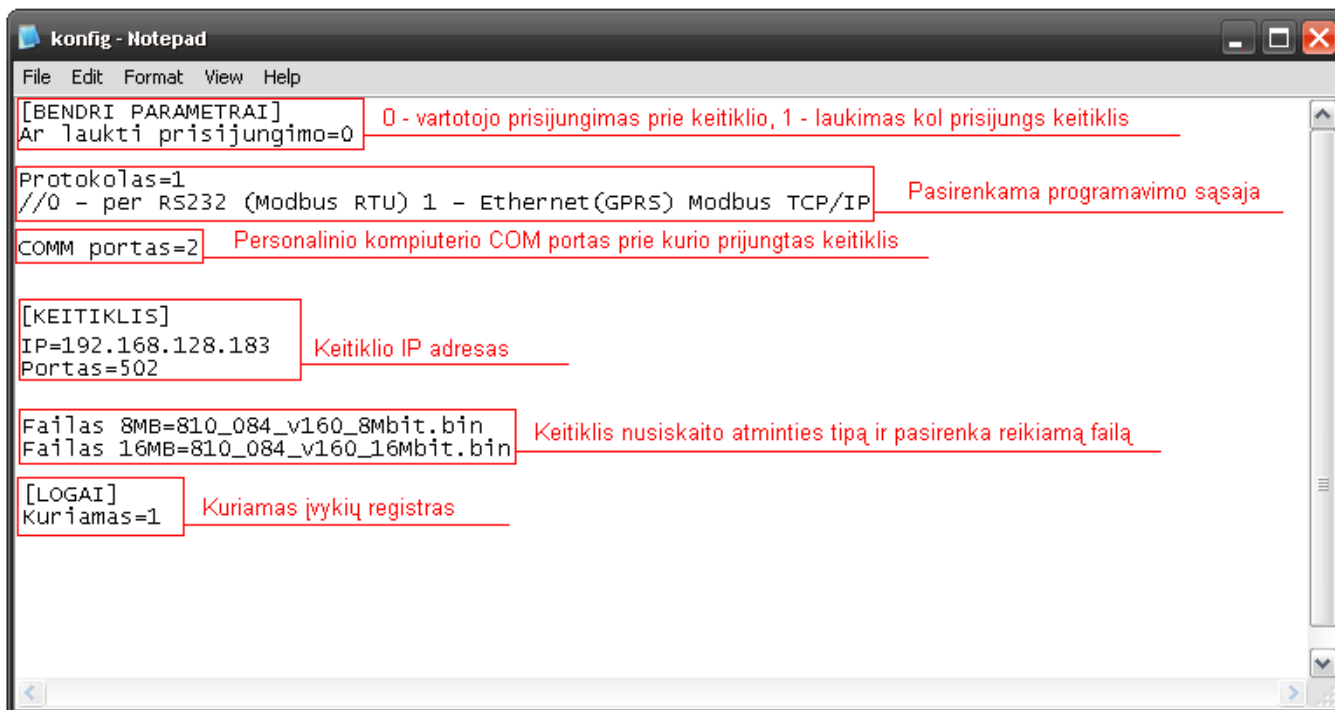 konfig - Notepad
File Edit Format View Help
[BENDRI PARAMETRAI]
Ar laukti prisijungimo=0
0 - vartotojo prisijungimas prie keitiklio, 1 - laukimas kol prisijungs keitiklis
Protokolas=1
//0 – per RS232 (Modbus RTU) 1 – Ethernet(GPRS) Modbus TCP/IP
Pasirenkama programavimo sąsaja
COMM portas=2
Personalinio kompiuterio COM portas prie kurio prijungtas keitiklis
[KEITIKLIS]
IP=192.168.128.183
Portas=502
Keitiklio IP adresas
Failas 8MB=810_084_v160_8Mbit.bin
Failas 16MB=810_084_v160_16Mbit.bin
Keitiklis nusiskaito atminties tipą ir pasirenka reikiamą failą
[LOGAI]
Kuriamas=1
Kuriamas įvykių registras